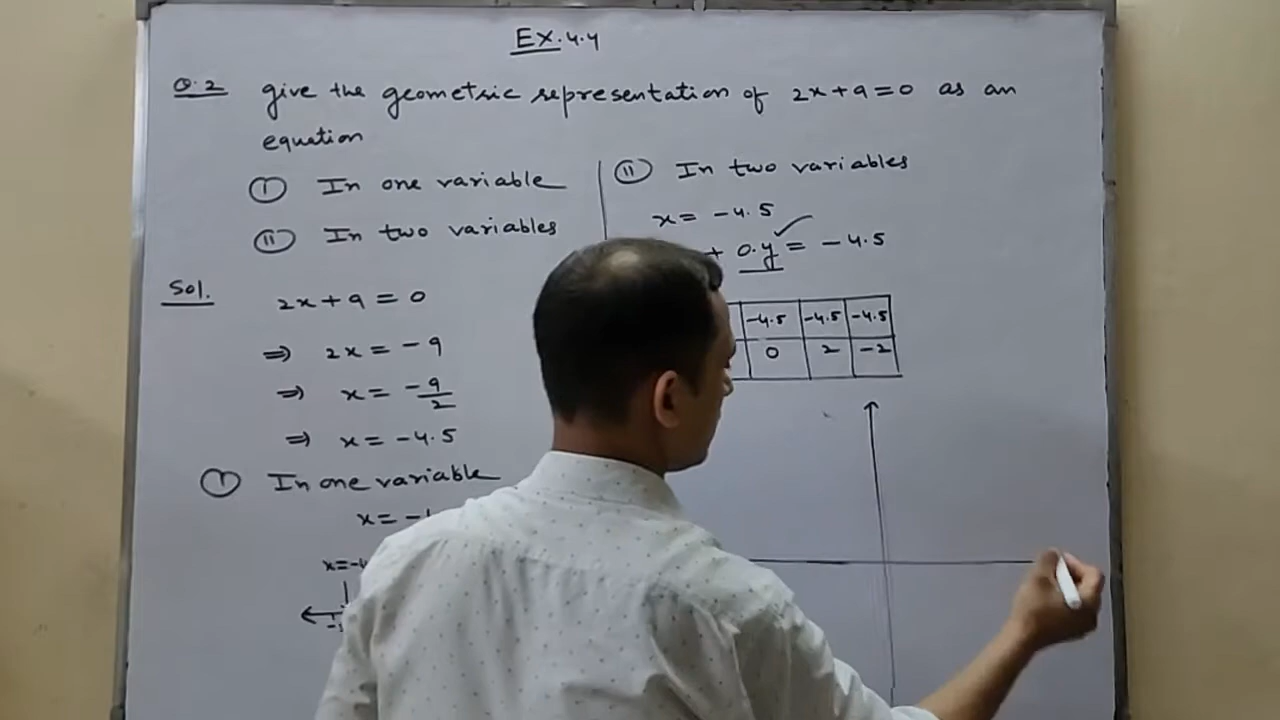 Ex. 4.4
Q.2 give the geometric representation of 2x+9=0 as an
equation
(I) In one variable
(II) In two variables
Sol. 2x+9=0
⇒ 2x=-9
⇒ x=-9/2
⇒ x=-4.5
(I) In one variable
x=-
x=-4
(II) In two variables
x=-4.5
+ 0.y=-4.5
-4.5 -4.5 -4.5
0 2 -2